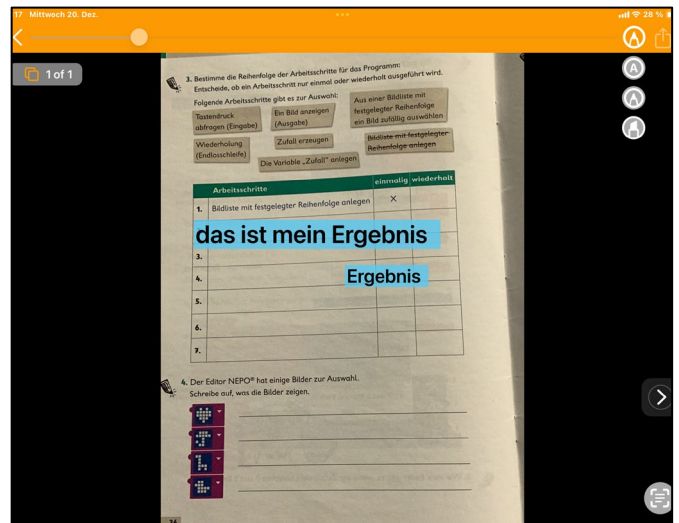 17 Mittwoch 20. Dez.
28 %
1 of 1
3. Bestimme die Reihenfolge der Arbeitsschritte für das Programm:
Entscheide, ob ein Arbeitsschritt nur einmal oder wiederholt ausgeführt wird.
Folgende Arbeitsschritte gibt es zur Auswahl:
Tastendruck
abfragen (Eingabe)
Ein Bild anzeigen
(Ausgabe)
Aus einer Bildliste mit
festgelegter Reihenfolge
ein Bild zufällig auswählen
Wiederholung
(Endlosschleife)
Zufall erzeugen
Bildliste mit festgelegter
Reihenfolge anlegen
Die Variable „Zufall" anlegen
Arbeitsschritte einmalig wiederholt
1. Bildliste mit festgelegter Reihenfolge anlegen X
das ist mein Ergebnis
3.
4.
Ergebnis
5.
6.
7.
4. Der Editor NEPO® hat einige Bilder zur Auswahl.
Schreibe auf, was die Bilder zeigen.